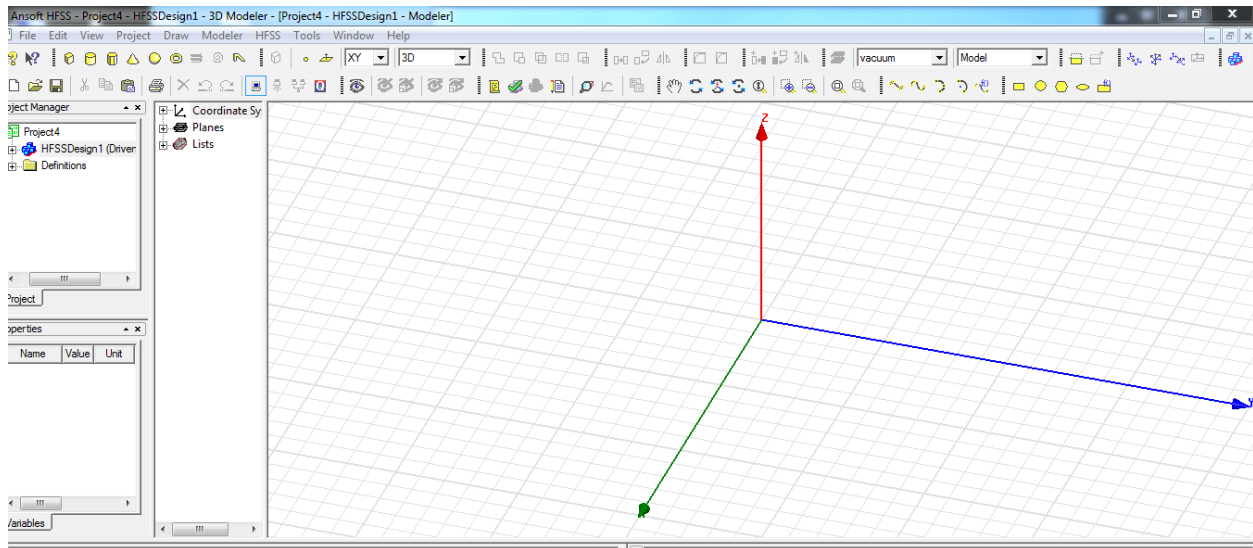 Ansoft HFSS - Project4 - HFSSDesign1 - 3D Modeler - [Project4 - HFSSDesign1 - Modeler]
File Edit View Project Draw Modeler HFSS Tools Window Help
XY 3D vacuum Model
oject Manager
Project4
HFSSDesign1 (Driven
Definitions
Project
operties
Name Value Unit
Variables
Coordinate Sy
Planes
Lists
Z
Y